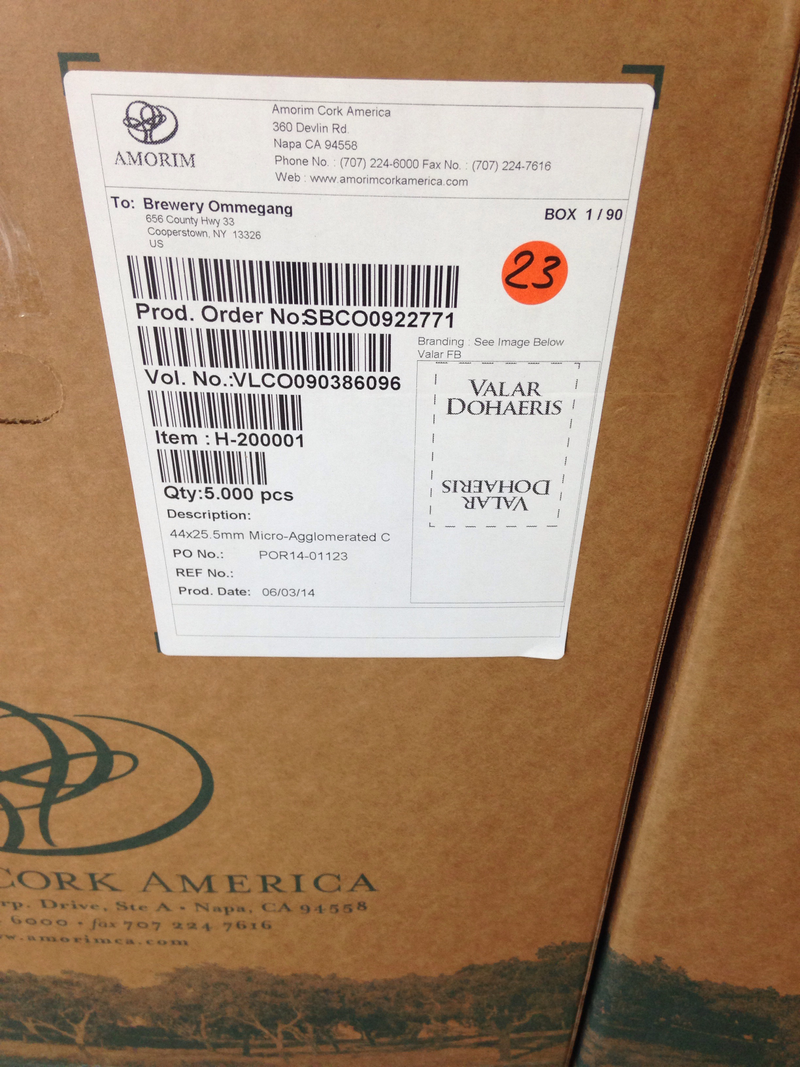 AMORIM
Amorim Cork America
360 Devlin Rd
Napa CA 94558
Phone No. : (707) 224-6000 Fax No. : (707) 224-7616
Web : www.amorimcorkamerica.com
To: Brewery Ommegang
656 County Hwy 33
Cooperstown, NY 13326
US
BOX 1 / 90
23
Prod. Order No:SBCO0922771
Vol. No.:VLCO090386096
Item : H-200001
Qty:5.000 pcs
Description:
44x25.5mm Micro-Agglomerated C
PO No.: POR14-01123
REF No.:
Prod. Date: 06/03/14
Branding : See Image Below
Valar FB
VALAR
DOHAERIS
VALAR
DOHAERIS
CORK AMERICA
rp. Drive, Ste A • Napa, CA 94558
6000 • fax 707 224 7616
w.amorimca.com